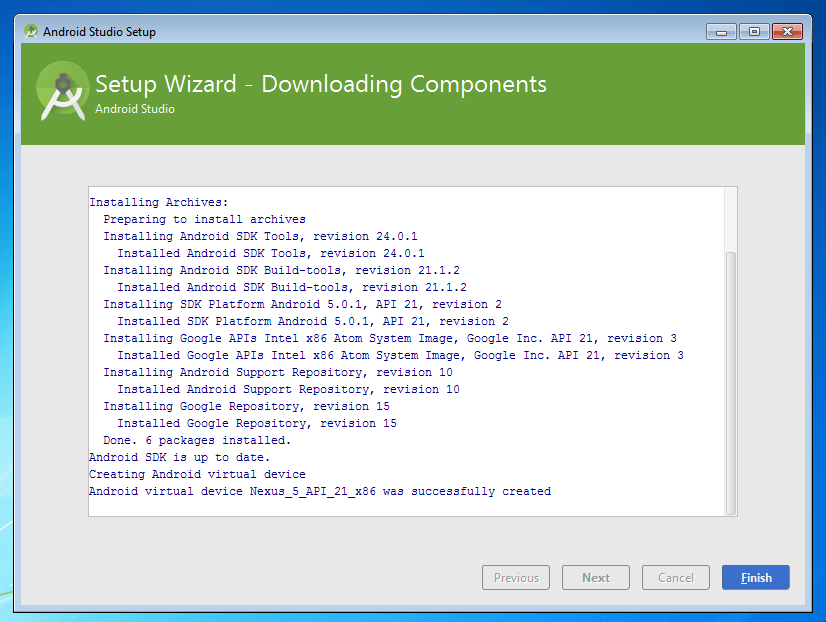 Android Studio Setup
Setup Wizard - Downloading Components
Android Studio
Installing Archives:
Preparing to install archives
Installing Android SDK Tools, revision 24.0.1
Installed Android SDK Tools, revision 24.0.1
Installing Android SDK Build-tools, revision 21.1.2
Installed Android SDK Build-tools, revision 21.1.2
Installing SDK Platform Android 5.0.1, API 21, revision 2
Installed SDK Platform Android 5.0.1, API 21, revision 2
Installing Google APIs Intel x86 Atom System Image, Google Inc. API 21, revision 3
Installed Google APIs Intel x86 Atom System Image, Google Inc. API 21, revision 3
Installing Android Support Repository, revision 10
Installed Android Support Repository, revision 10
Installing Google Repository, revision 15
Installed Google Repository, revision 15
Done. 6 packages installed.
Android SDK is up to date.
Creating Android virtual device
Android virtual device Nexus_5_API_21_x86 was successfully created
Previous Next Cancel Finish